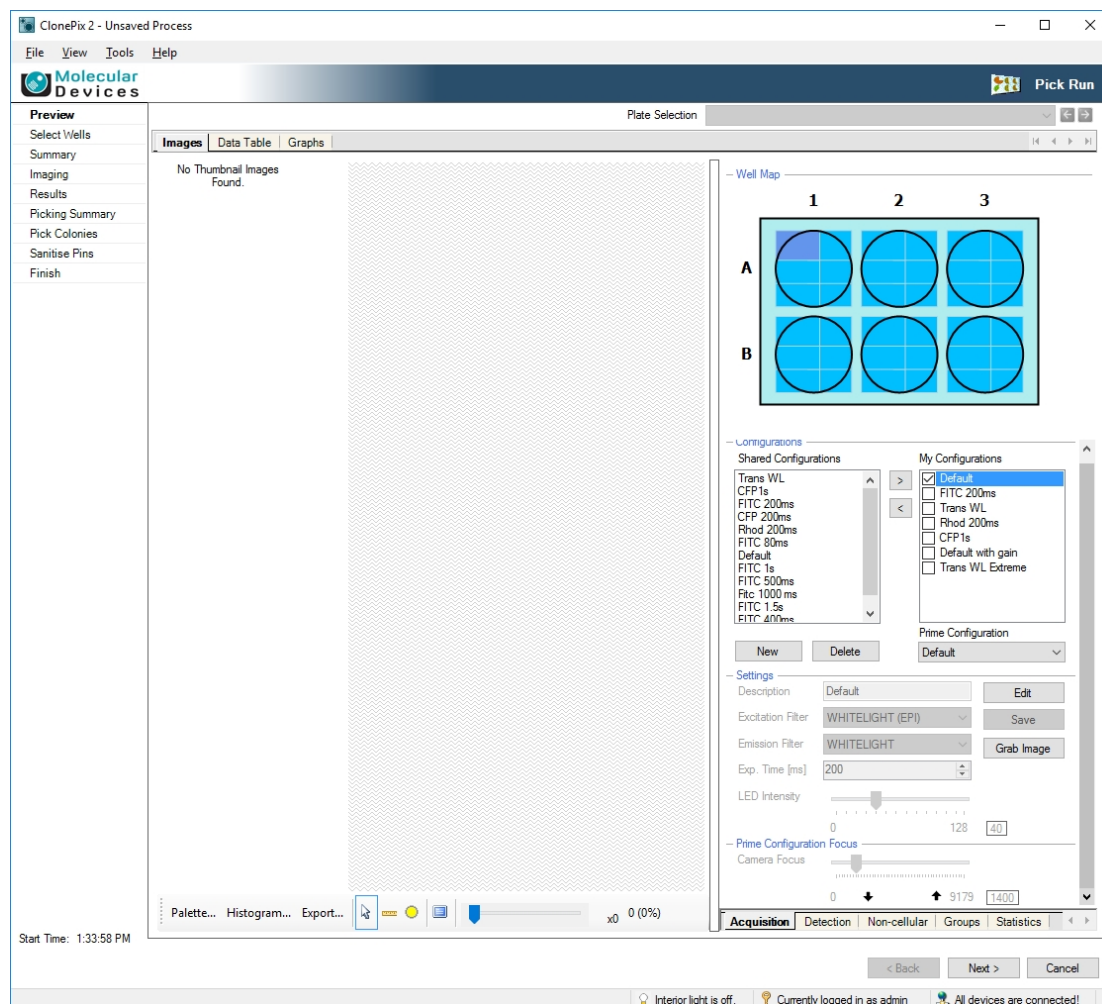 ClonePix 2 - Unsaved Process
File View Tools Help
Molecular
Devices
Pick Run
Preview
Select Wells
Summary
Imaging
Results
Picking Summary
Pick Colonies
Sanitise Pins
Finish
Start Time: 1:33:58 PM
Plate Selection
Images Data Table Graphs
No Thumbnail Images
Found.
Palette... Histogram... Export...
x0 0 (0%)
Well Map
1 2 3
A
B
Configurations
Shared Configurations
Trans WL
CFP1s
FITC 200ms
CFP 200ms
Rhod 200ms
FITC 80ms
Default
FITC 1s
FITC 500ms
Fitc 1000 ms
FITC 1.5s
FITC 400ms
> 
<
My Configurations
Default
FITC 200ms
Trans WL
Rhod 200ms
CFP1s
Default with gain
Trans WL Extreme
New Delete
Prime Configuration
Default
Settings
Description Default Edit
Excitation Filter WHITELIGHT (EPI) Save
Emission Filter WHITELIGHT Grab Image
Exp. Time [ms] 200
LED Intensity
0 128 40
Prime Configuration Focus
Camera Focus
0 9179 1400
Acquisition Detection Non-cellular Groups Statistics
< Back Next > Cancel
Interior light is off. Currently logged in as admin All devices are connected!